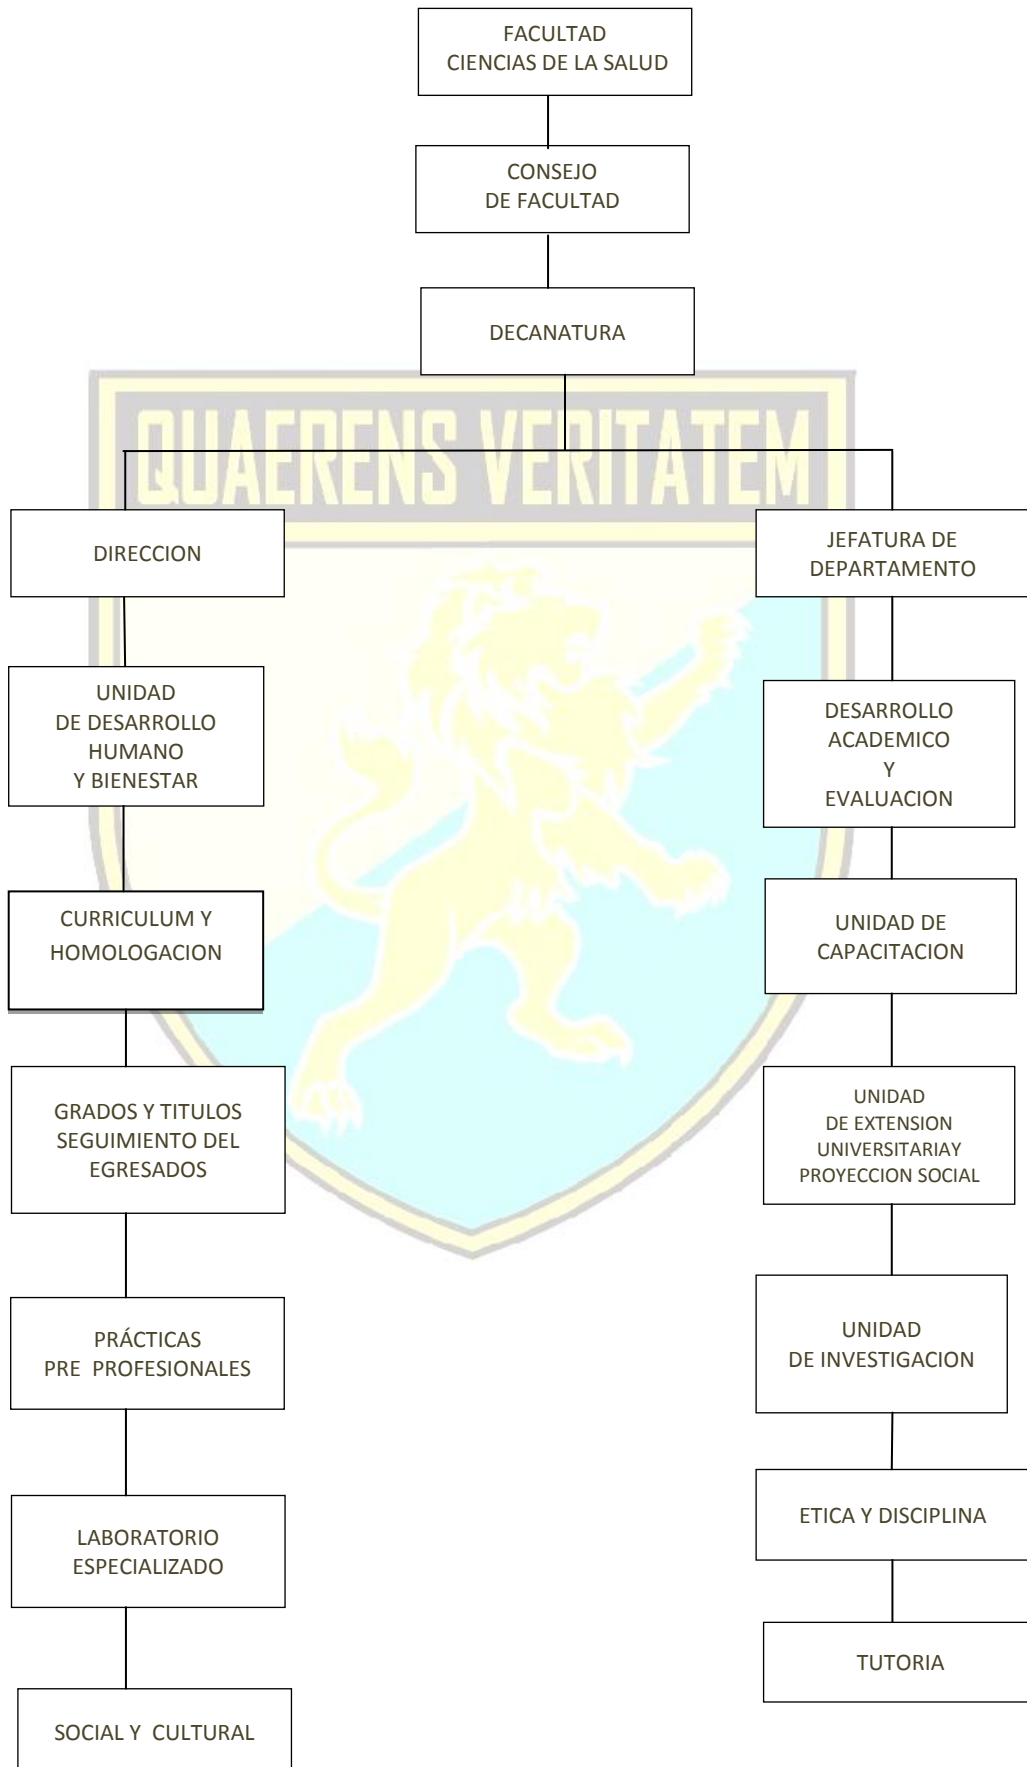 FACULTAD
CIENCIAS DE LA SALUD
CONSEJO
DE FACULTAD
DECANATURA
QUAERENS VERITATEM
DIRECCION
UNIDAD
DE DESARROLLO
HUMANO
Y BIENESTAR
CURRICULUM Y
HOMOLOGACION
GRADOS Y TITULOS
SEGUIMIENTO DEL
EGRESADOS
PRÁCTICAS
PRE PROFESIONALES
LABORATORIO
ESPECIALIZADO
SOCIAL Y CULTURAL
JEFATURA DE
DEPARTAMENTO
DESARROLLO
ACADEMICO
Y
EVALUACION
UNIDAD DE
CAPACITACION
UNIDAD
DE EXTENSION
UNIVERSITARIAY
PROYECCION SOCIAL
UNIDAD
DE INVESTIGACION
ETICA Y DISCIPLINA
TUTORIA